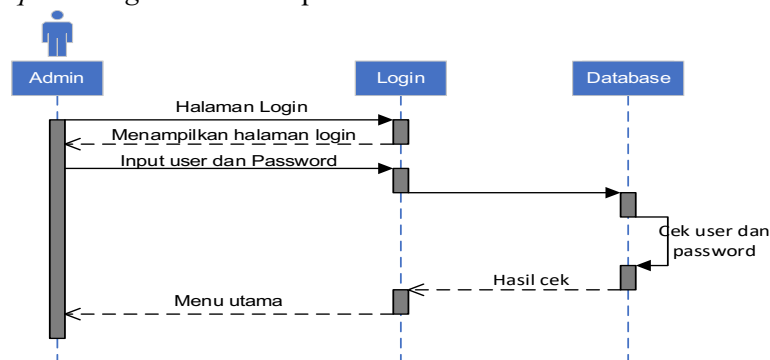 Admin
Login
Database
Halaman Login
Menampilkan halaman login
Input user dan Password
Cek user dan
password
Hasil cek
Menu utama